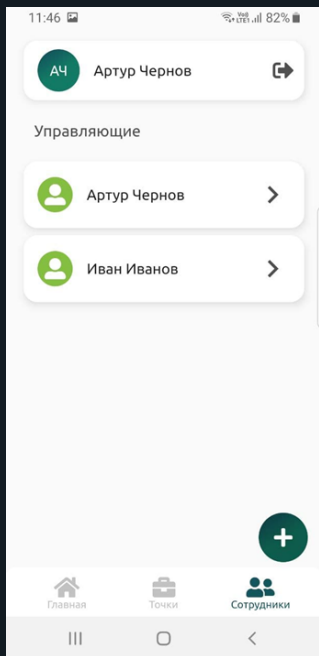 11:46 82%
АЧ Артур Чернов
Управляющие
Артур Чернов
Иван Иванов
Главная Точки Сотрудники